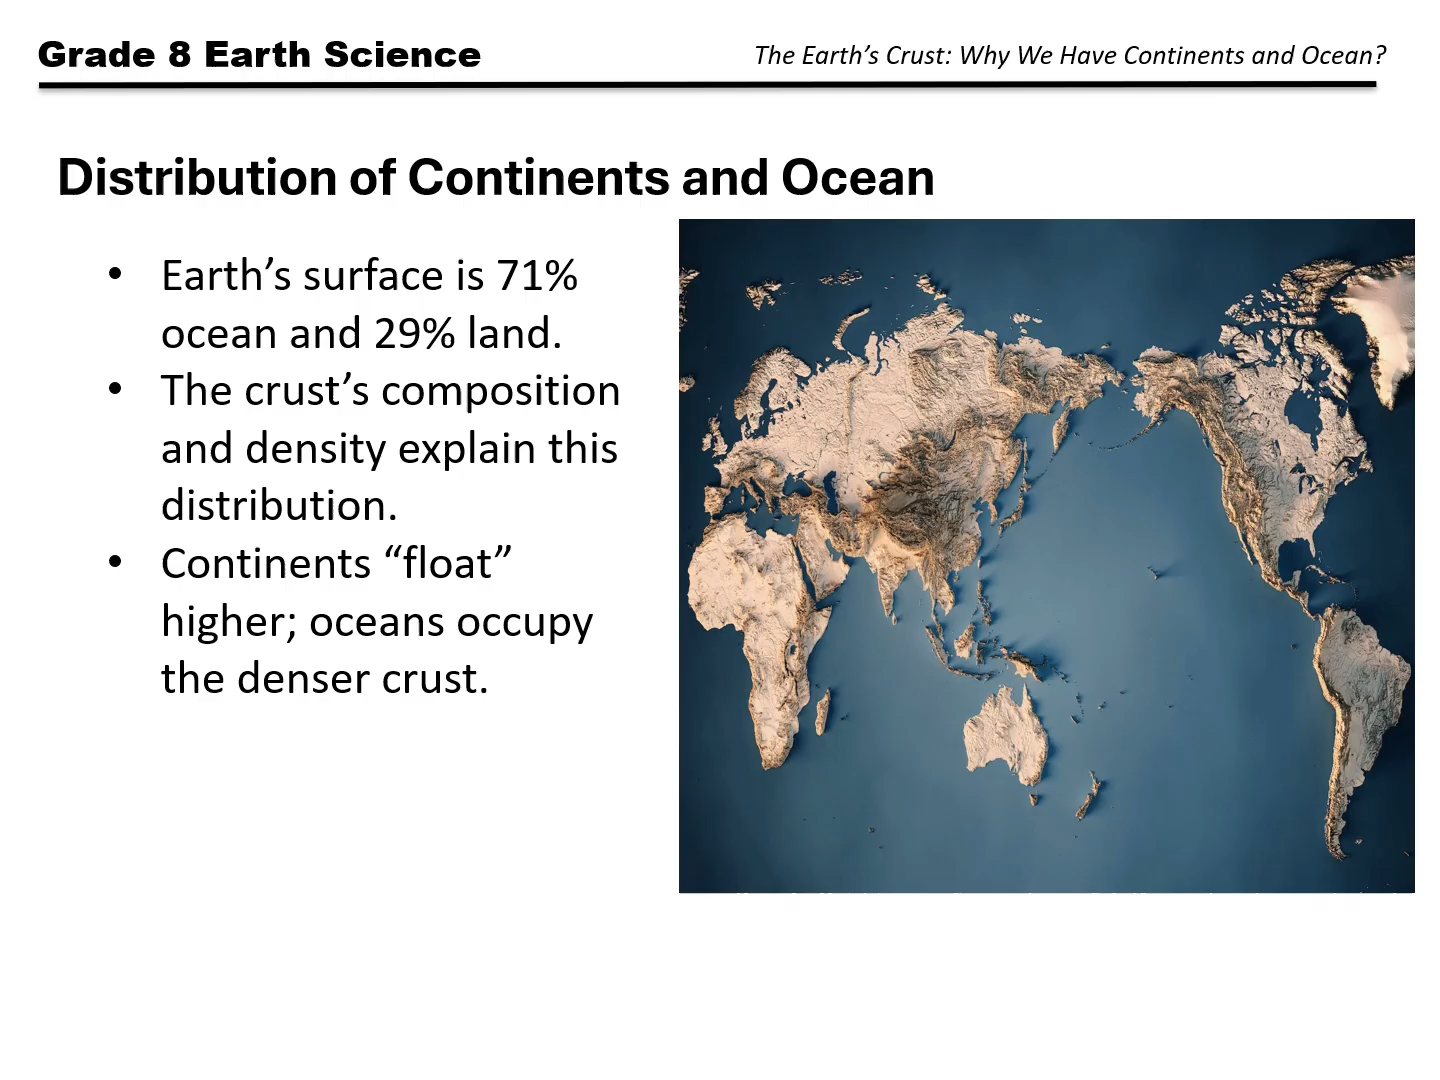 Grade 8 Earth Science
The Earth’s Crust: Why We Have Continents and Ocean?
Distribution of Continents and Ocean
• Earth’s surface is 71%
ocean and 29% land.
• The crust’s composition
and density explain this
distribution.
• Continents “float”
higher; oceans occupy
the denser crust.